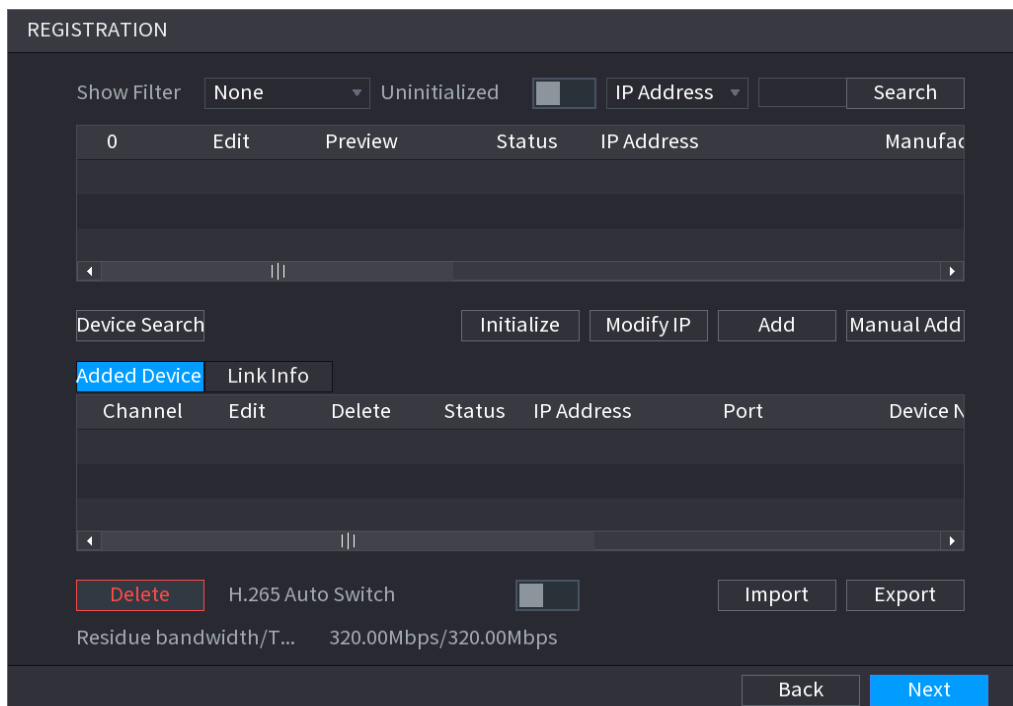 REGISTRATION
Show Filter None Uninitialized IP Address Search
0 Edit Preview Status IP Address Manufac
Device Search Initialize Modify IP Add Manual Add
Added Device Link Info
Channel Edit Delete Status IP Address Port Device N
Delete H.265 Auto Switch Import Export
Residue bandwidth/T... 320.00Mbps/320.00Mbps
Back Next